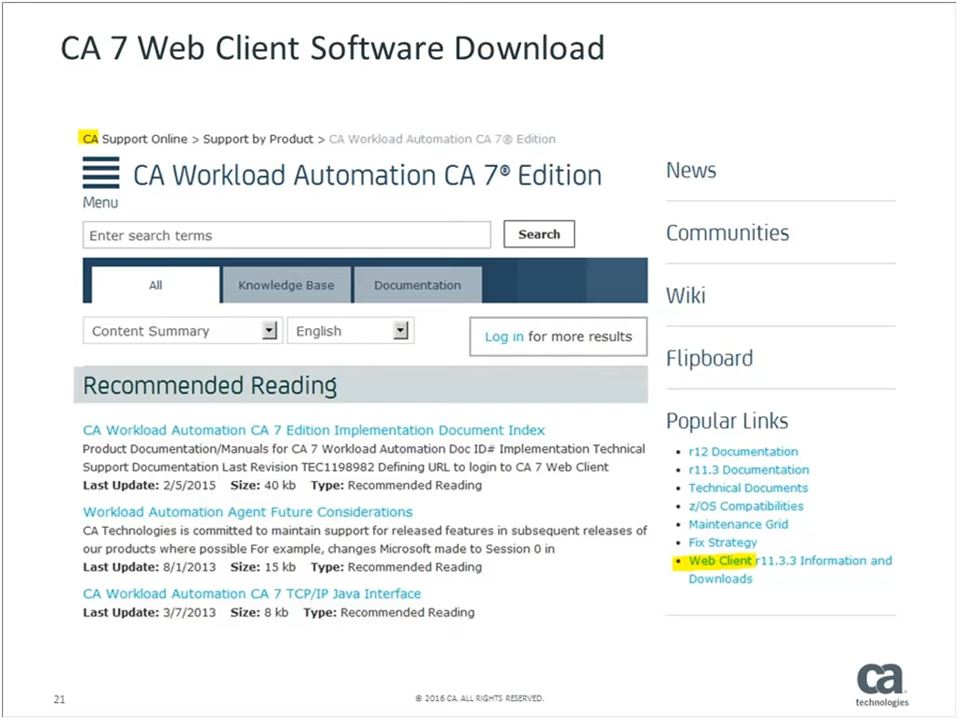 CA 7 Web Client Software Download
CA Support Online > Support by Product > CA Workload Automation CA 7® Edition
CA Workload Automation CA 7® Edition
Menu
Enter search terms
Search
All
Knowledge Base
Documentation
Content Summary
English
Log in for more results
Recommended Reading
CA Workload Automation CA 7 Edition Implementation Document Index
Product Documentation/Manuals for CA 7 Workload Automation Doc ID# Implementation Technical
Support Documentation Last Revision TEC1198982 Defining URL to login to CA 7 Web Client
Last Update: 2/5/2015 Size: 40 kb Type: Recommended Reading
Workload Automation Agent Future Considerations
CA Technologies is committed to maintain support for released features in subsequent releases of
our products where possible For example, changes Microsoft made to Session 0 in
Last Update: 8/1/2013 Size: 15 kb Type: Recommended Reading
CA Workload Automation CA 7 TCP/IP Java Interface
Last Update: 3/7/2013 Size: 8 kb Type: Recommended Reading
News
Communities
Wiki
Flipboard
Popular Links
• r12 Documentation
• r11.3 Documentation
• Technical Documents
• z/OS Compatibilities
• Maintenance Grid
• Fix Strategy
• Web Client r11.3.3 Information and
Downloads
21
© 2016 CA. ALL RIGHTS RESERVED.
ca
technologies